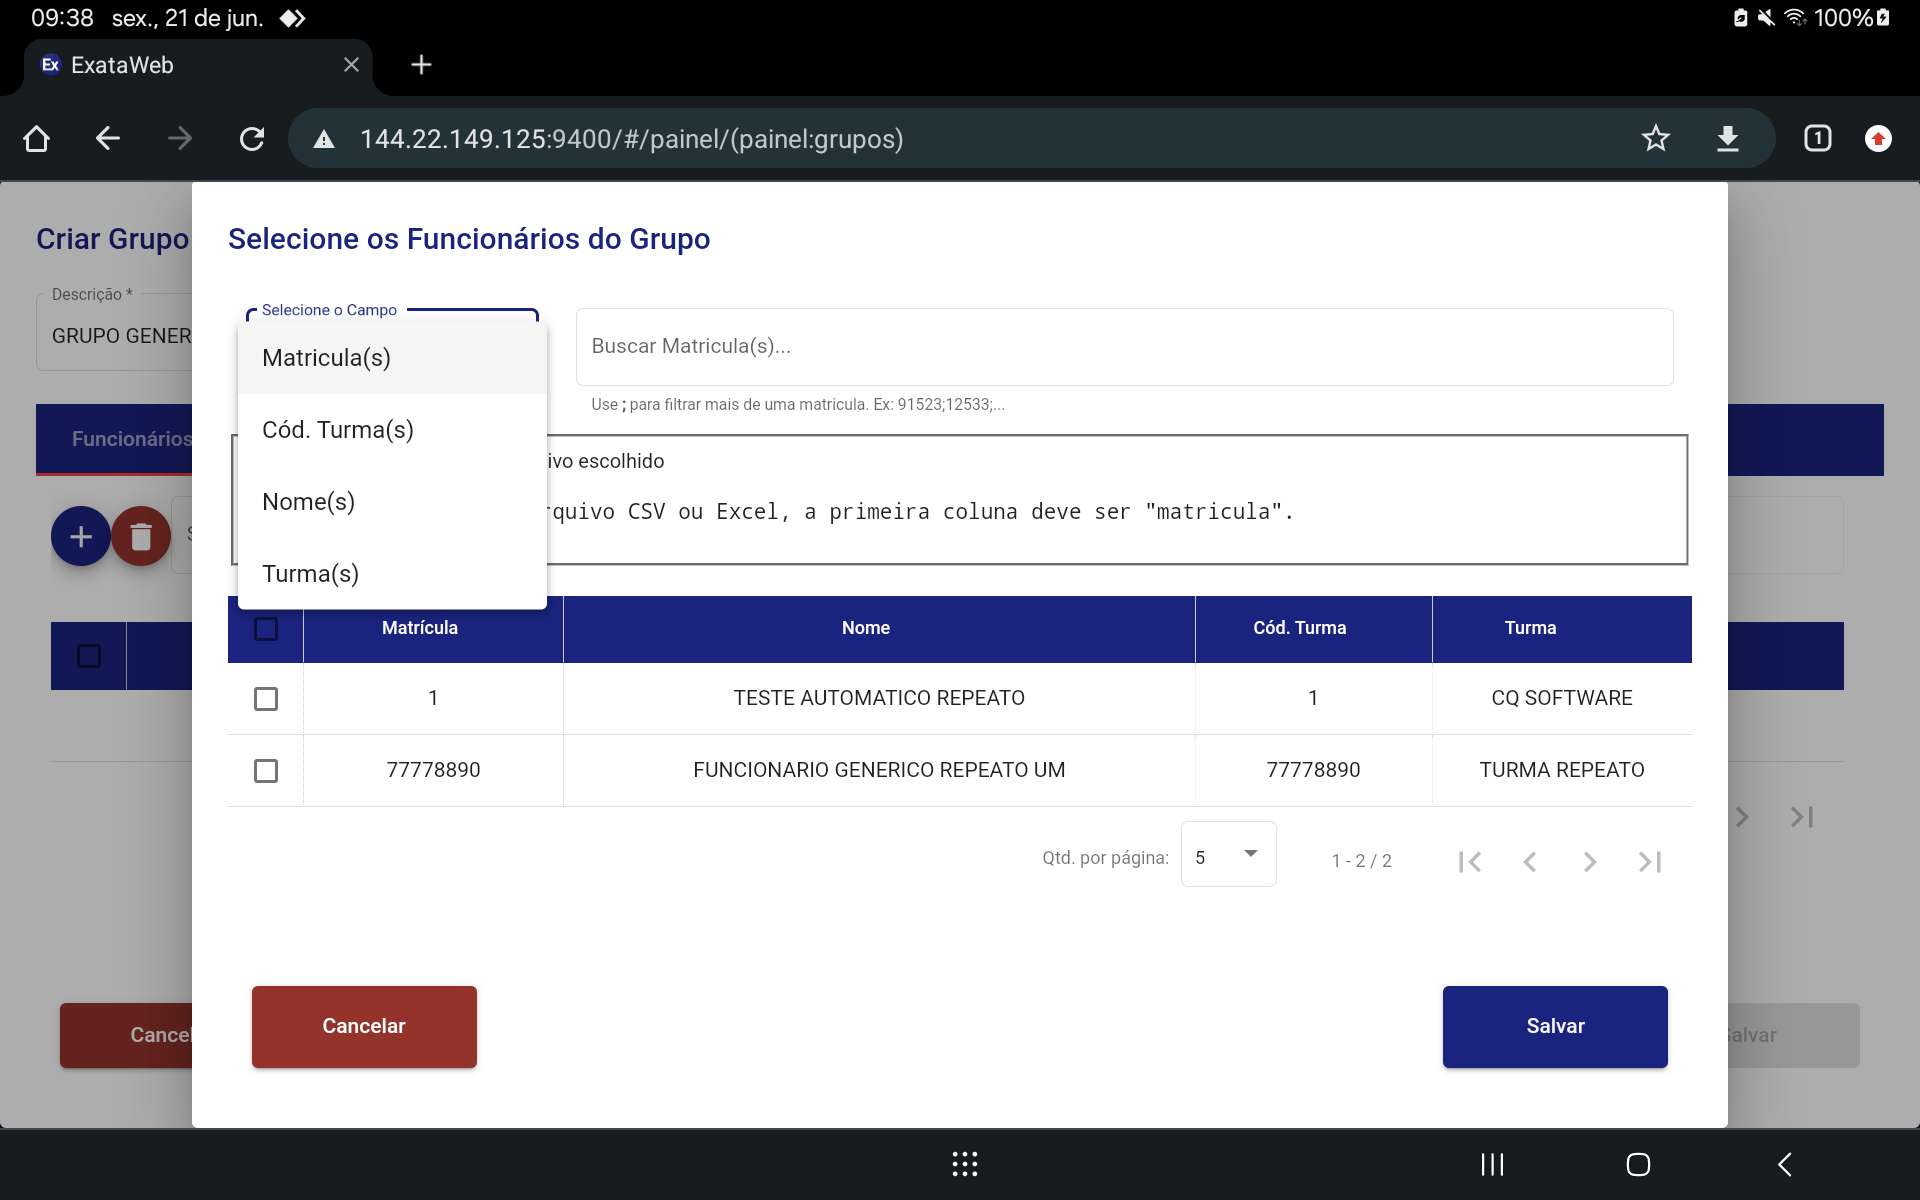 09:38 sex., 21 de jun. 100%
Ex ExataWeb
144.22.149.125:9400/#/painel/(painel:grupos) 1
Criar Grupo
Selecione os Funcionários do Grupo
Descrição *
GRUPO GENER
Selecione o Campo
Matricula(s)
Cód. Turma(s)
Nome(s)
Turma(s)
Buscar Matricula(s)...
Use ; para filtrar mais de uma matricula. Ex: 91523;12533;...
Funcionários
ivo escolhido
rquivo CSV ou Excel, a primeira coluna deve ser "matricula".
Matrícula Nome Cód. Turma Turma
1 TESTE AUTOMATICO REPEATO 1 CQ SOFTWARE
77778890 FUNCIONARIO GENERICO REPEATO UM 77778890 TURMA REPEATO
Qtd. por página: 5 1 - 2 / 2
Cancelar Salvar
Cancel alvar